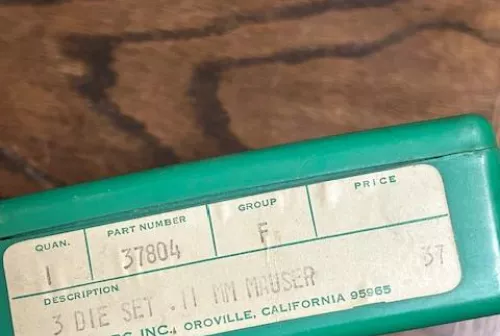 QUAN. PART NUMBER GROUP PRICE
1 37804 F
DESCRIPTION 37
3 DIE SET .11 MM MAUSER
INC., OROVILLE, CALIFORNIA 95965